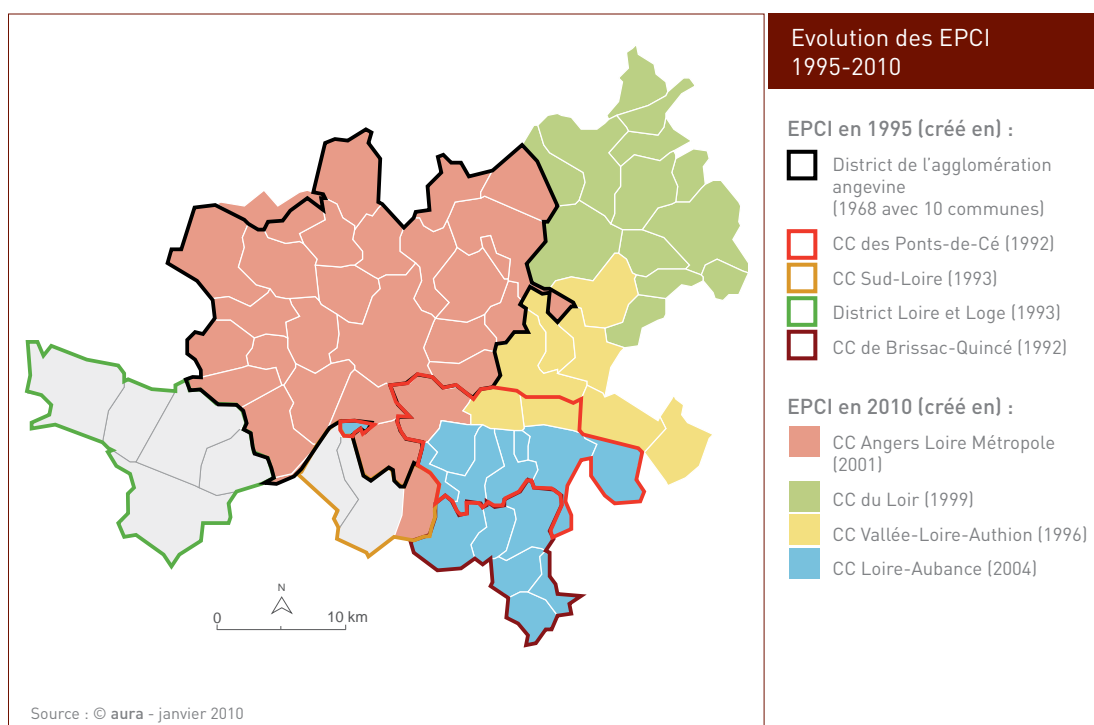 Evolution des EPCI
1995-2010
EPCI en 1995 (créé en) :
District de l'agglomération
angevine
(1968 avec 10 communes)
CC des Ponts-de-Cé (1992)
CC Sud-Loire (1993)
District Loire et Loge (1993)
CC de Brissac-Quincé (1992)
EPCI en 2010 (créé en) :
CC Angers Loire Métropole
(2001)
CC du Loir (1999)
CC Vallée-Loire-Authion (1996)
CC Loire-Aubance (2004)
N
0 10 km
Source : © aura - janvier 2010